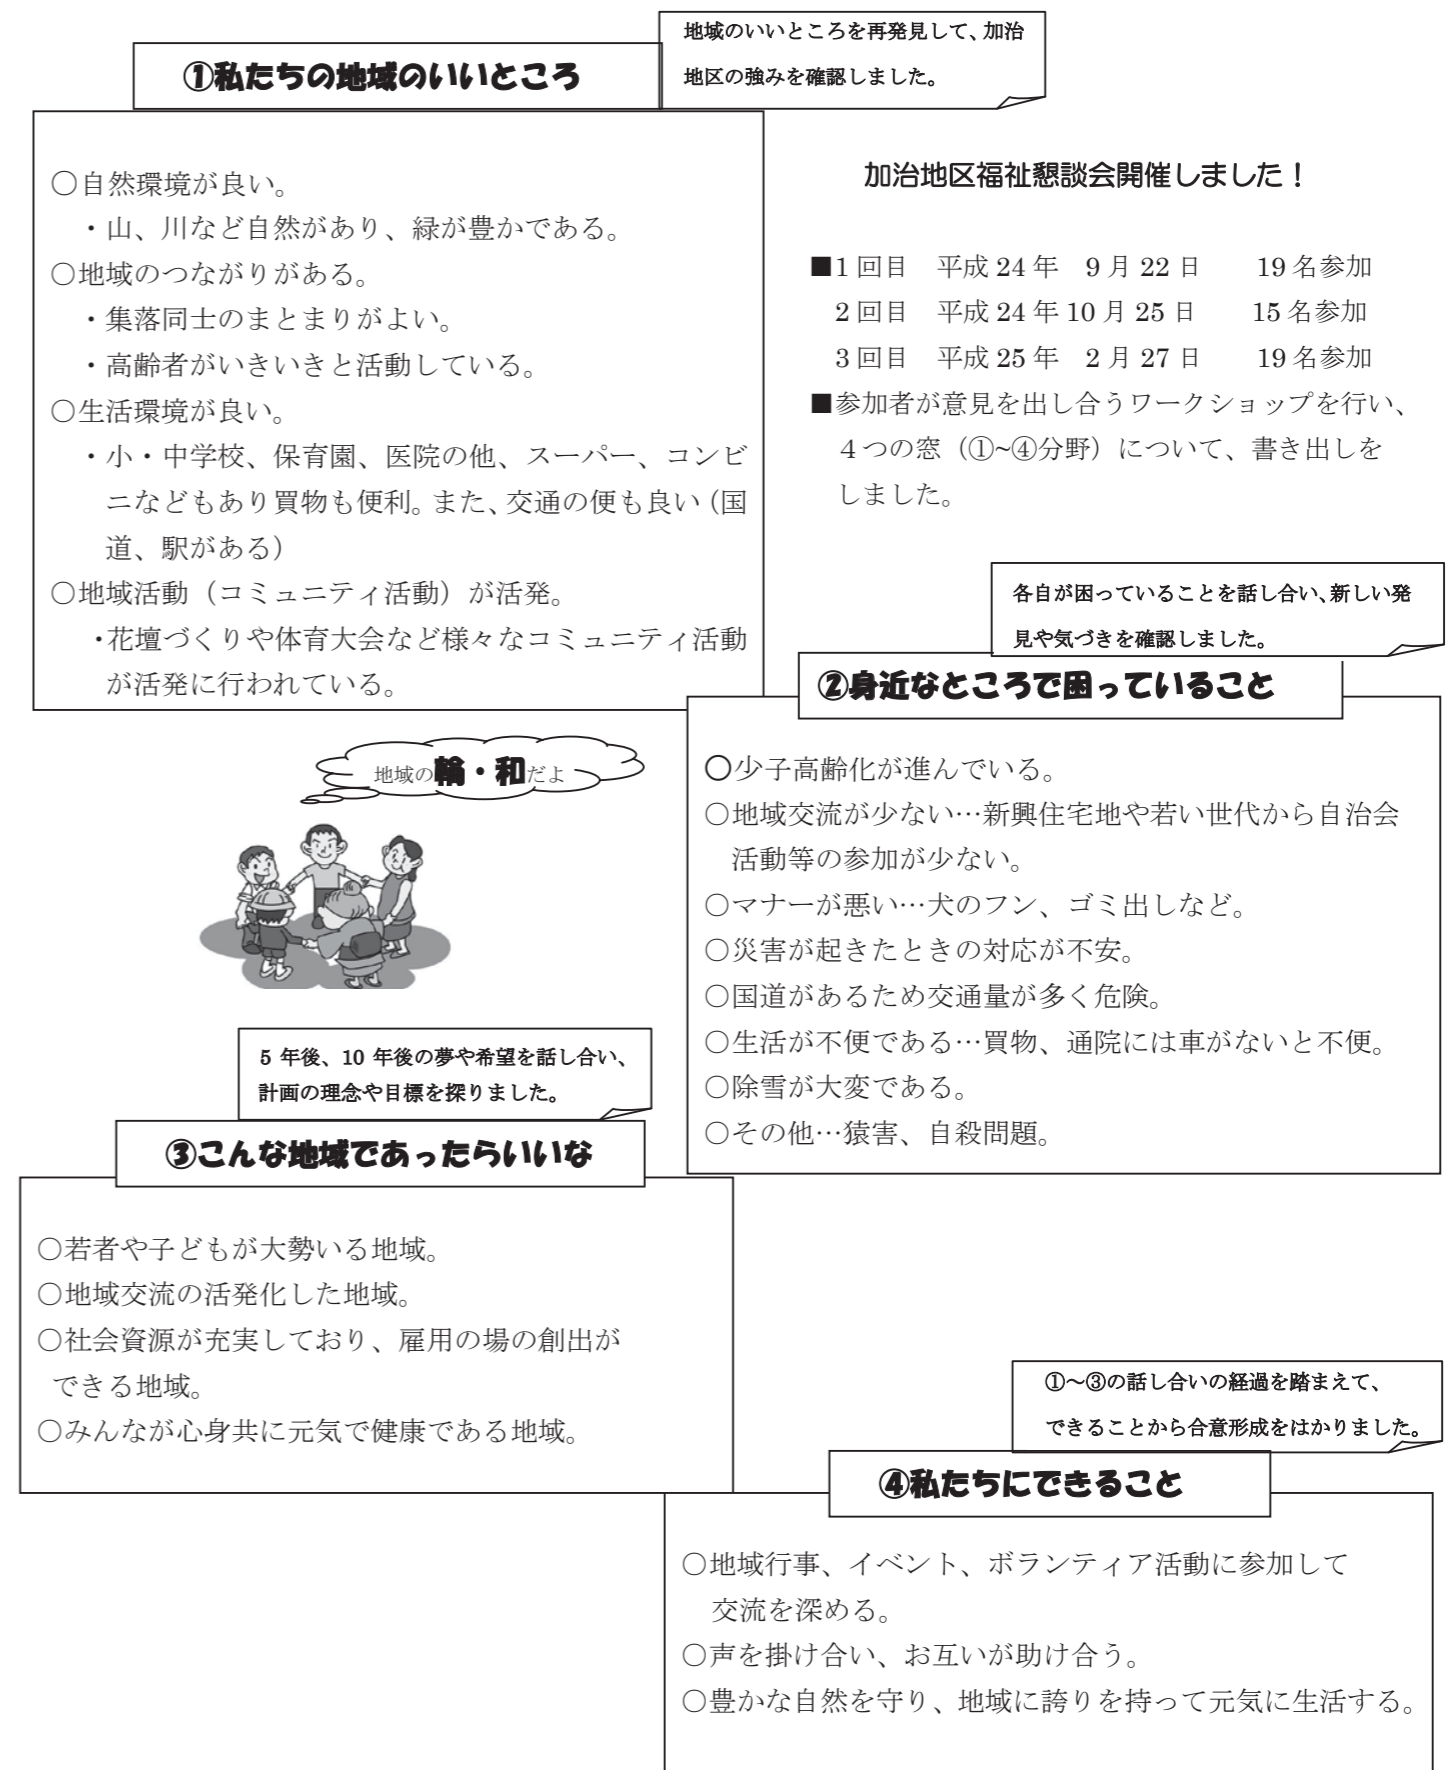 地域のいいところを再発見して、加治
地区の強みを確認しました。
①私たちの地域のいいところ
〇自然環境が良い。
・山、川など自然があり、緑が豊かである。
〇地域のつながりがある。
・集落同士のまとまりがよい。
・高齢者がいきいきと活動している。
〇生活環境が良い。
・小・中学校、保育園、医院の他、スーパー、コンビ
ニなどもあり買物も便利。また、交通の便も良い（国
道、駅がある）
〇地域活動（コミュニティ活動）が活発。
・花壇づくりや体育大会など様々なコミュニティ活動
が活発に行われている。
加治地区福祉懇談会開催しました！
■1回目　平成24年　9月22日　　19名参加
2回目　平成24年10月25日　　15名参加
3回目　平成25年　2月27日　　19名参加
■参加者が意見を出し合うワークショップを行い、
４つの窓（①~④分野）について、書き出しを
しました。
各自が困っていることを話し合い、新しい発
見や気づきを確認しました。
②身近なところで困っていること
〇少子高齢化が進んでいる。
〇地域交流が少ない…新興住宅地や若い世代から自治会
活動等の参加が少ない。
〇マナーが悪い…犬のフン、ゴミ出しなど。
〇災害が起きたときの対応が不安。
〇国道があるため交通量が多く危険。
〇生活が不便である…買物、通院には車がないと不便。
〇除雪が大変である。
〇その他…猿害、自殺問題。
地域の輪・和だよ
5 年後、10 年後の夢や希望を話し合い、
計画の理念や目標を探りました。
③こんな地域であったらいいな
〇若者や子どもが大勢いる地域。
〇地域交流の活発化した地域。
〇社会資源が充実しており、雇用の場の創出が
できる地域。
〇みんなが心身共に元気で健康である地域。
①～③の話し合いの経過を踏まえて、
できることから合意形成をはかりました。
④私たちにできること
〇地域行事、イベント、ボランティア活動に参加して
交流を深める。
〇声を掛け合い、お互いが助け合う。
〇豊かな自然を守り、地域に誇りを持って元気に生活する。